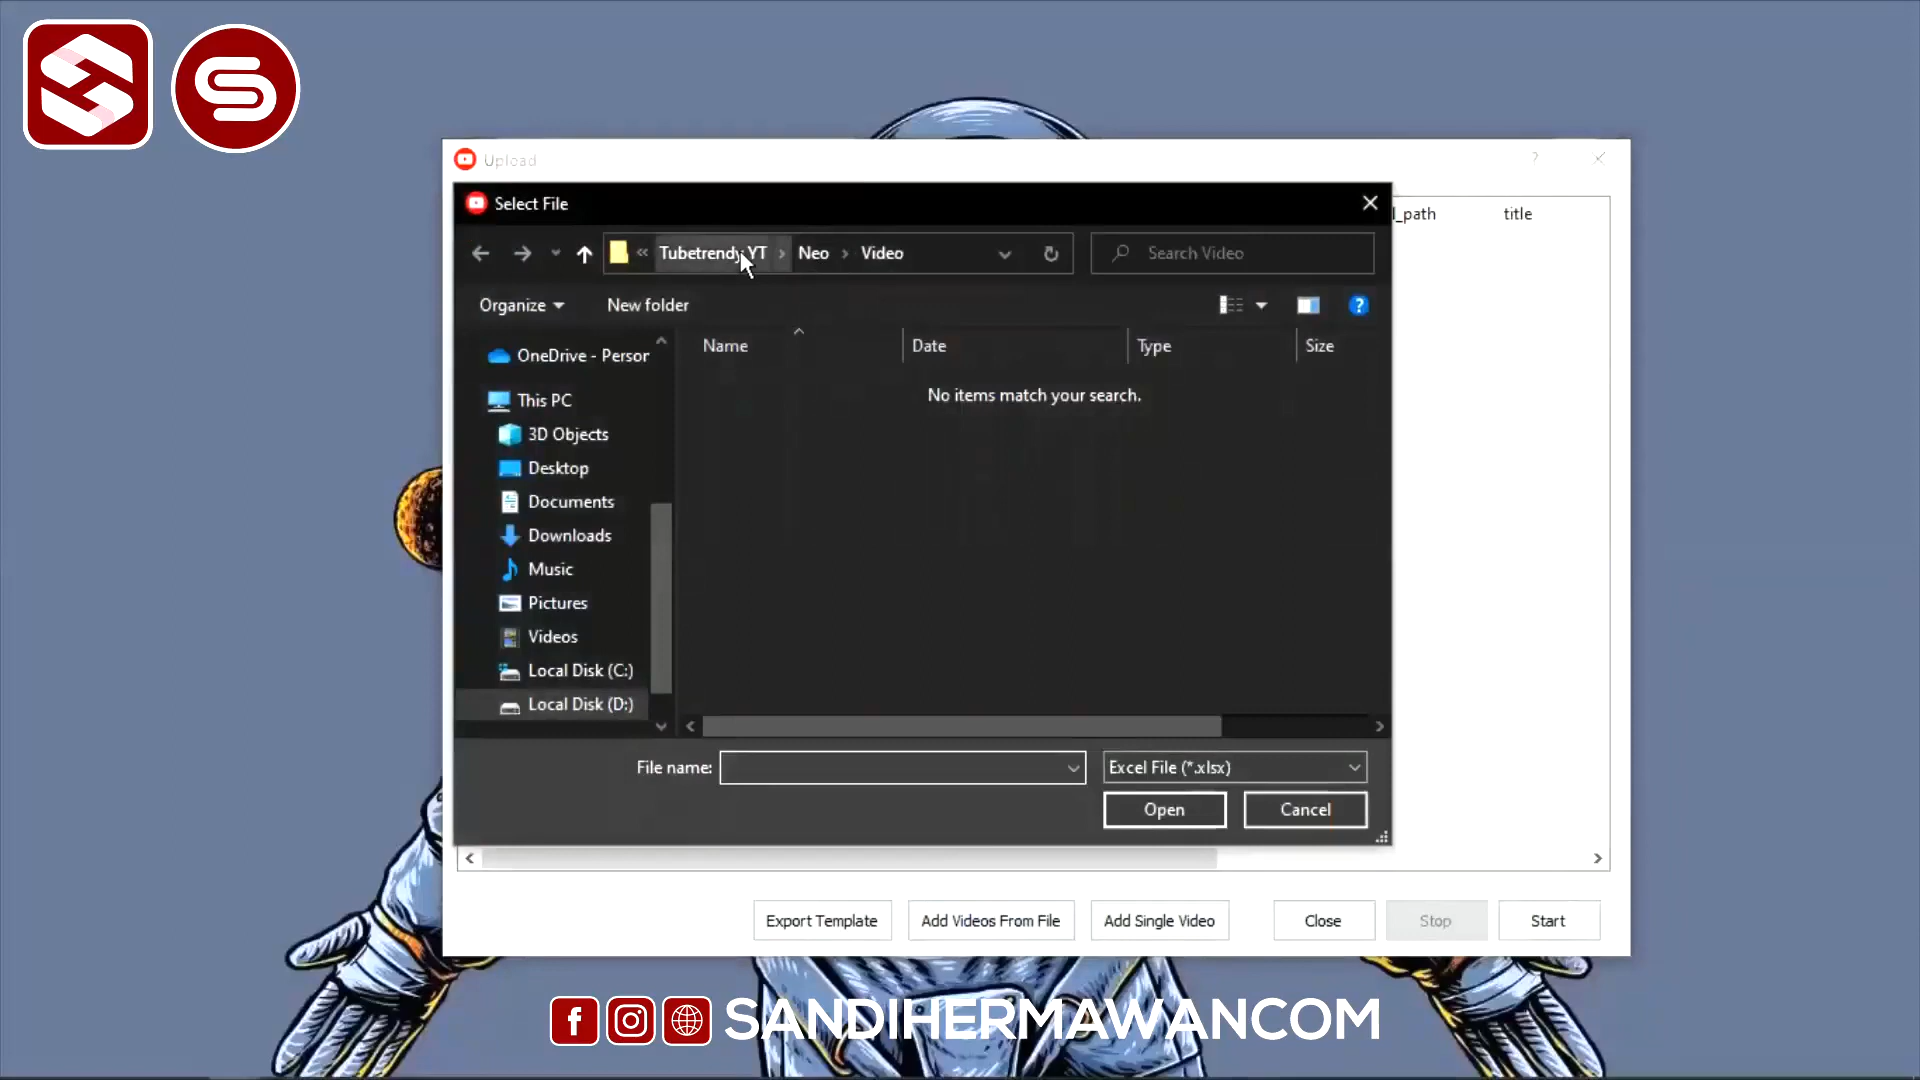 Upload
Select File
Tubetrendy YT
Neo
Video
Search Video
Organize
New folder
Name
Date
Type
Size
No items match your search.
OneDrive - Person
This PC
3D Objects
Desktop
Documents
Downloads
Music
Pictures
Videos
Local Disk (C:)
Local Disk (D:)
File name:
Excel File (*.xlsx)
Open
Cancel
l_path
title
Export Template
Add Videos From File
Add Single Video
Close
Stop
Start
SANDIHERMAWANCOM